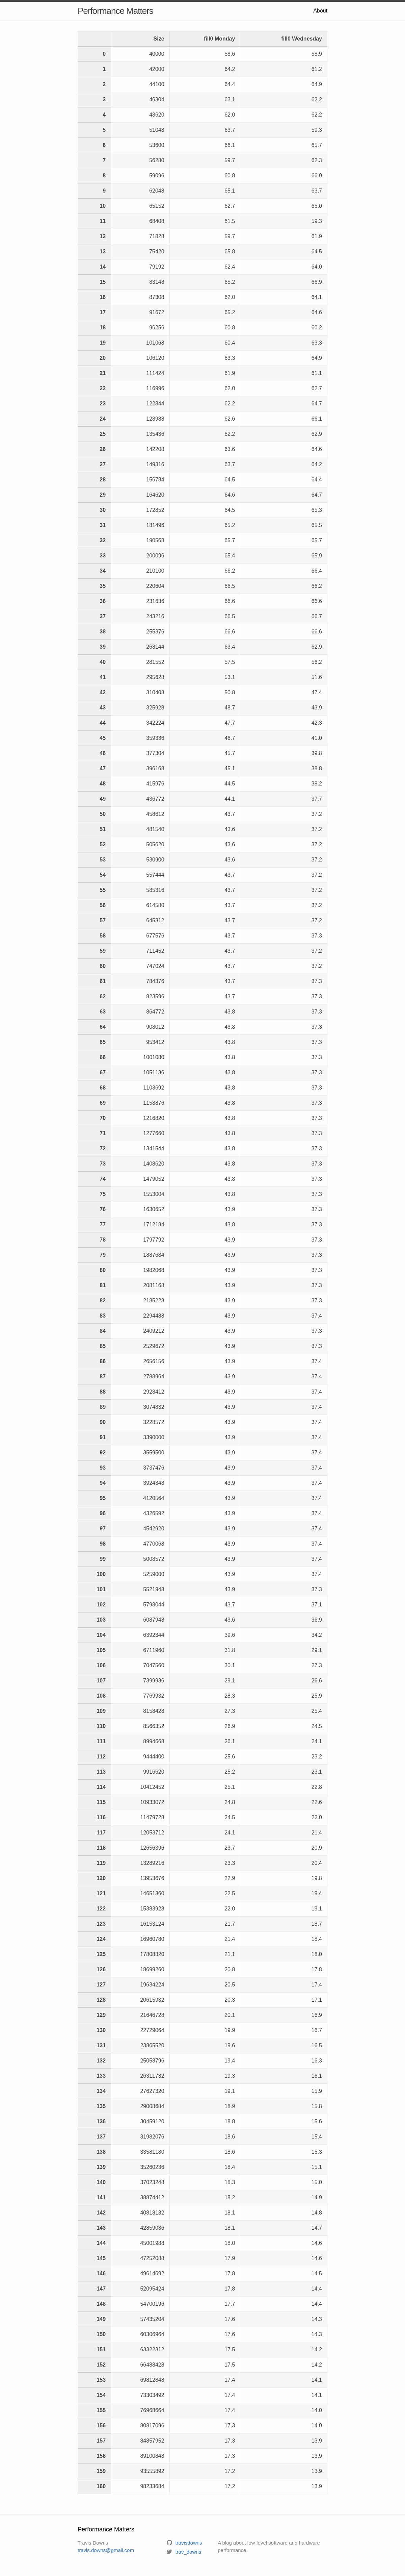 Performance Matters
About
Size fill0 Monday fill0 Wednesday
0 40000 58.6 58.9
1 42000 64.2 61.2
2 44100 64.4 64.9
3 46304 63.1 62.2
4 48620 62.0 62.2
5 51048 63.7 59.3
6 53600 66.1 65.7
7 56280 59.7 62.3
8 59096 60.8 66.0
9 62048 65.1 63.7
10 65152 62.7 65.0
11 68408 61.5 59.3
12 71828 59.7 61.9
13 75420 65.8 64.5
14 79192 62.4 64.0
15 83148 65.2 66.9
16 87308 62.0 64.1
17 91672 65.2 64.6
18 96256 60.8 60.2
19 101068 60.4 63.3
20 106120 63.3 64.9
21 111424 61.9 61.1
22 116996 62.0 62.7
23 122844 62.2 64.7
24 128988 62.6 66.1
25 135436 62.2 62.9
26 142208 63.6 64.6
27 149316 63.7 64.2
28 156784 64.5 64.4
29 164620 64.6 64.7
30 172852 64.5 65.3
31 181496 65.2 65.5
32 190568 65.7 65.7
33 200096 65.4 65.9
34 210100 66.2 66.4
35 220604 66.5 66.2
36 231636 66.6 66.6
37 243216 66.5 66.7
38 255376 66.6 66.6
39 268144 63.4 62.9
40 281552 57.5 56.2
41 295628 53.1 51.6
42 310408 50.8 47.4
43 325928 48.7 43.9
44 342224 47.7 42.3
45 359336 46.7 41.0
46 377304 45.7 39.8
47 396168 45.1 38.8
48 415976 44.5 38.2
49 436772 44.1 37.7
50 458612 43.7 37.2
51 481540 43.6 37.2
52 505620 43.6 37.2
53 530900 43.6 37.2
54 557444 43.7 37.2
55 585316 43.7 37.2
56 614580 43.7 37.2
57 645312 43.7 37.2
58 677576 43.7 37.3
59 711452 43.7 37.2
60 747024 43.7 37.2
61 784376 43.7 37.3
62 823596 43.7 37.3
63 864772 43.8 37.3
64 908012 43.8 37.3
65 953412 43.8 37.3
66 1001080 43.8 37.3
67 1051136 43.8 37.3
68 1103692 43.8 37.3
69 1158876 43.8 37.3
70 1216820 43.8 37.3
71 1277660 43.8 37.3
72 1341544 43.8 37.3
73 1408620 43.8 37.3
74 1479052 43.8 37.3
75 1553004 43.8 37.3
76 1630652 43.9 37.3
77 1712184 43.8 37.3
78 1797792 43.9 37.3
79 1887684 43.9 37.3
80 1982068 43.9 37.3
81 2081168 43.9 37.3
82 2185228 43.9 37.3
83 2294488 43.9 37.4
84 2409212 43.9 37.3
85 2529672 43.9 37.3
86 2656156 43.9 37.4
87 2788964 43.9 37.4
88 2928412 43.9 37.4
89 3074832 43.9 37.4
90 3228572 43.9 37.4
91 3390000 43.9 37.4
92 3559500 43.9 37.4
93 3737476 43.9 37.4
94 3924348 43.9 37.4
95 4120564 43.9 37.4
96 4326592 43.9 37.4
97 4542920 43.9 37.4
98 4770068 43.9 37.4
99 5008572 43.9 37.4
100 5259000 43.9 37.4
101 5521948 43.9 37.3
102 5798044 43.7 37.1
103 6087948 43.6 36.9
104 6392344 39.6 34.2
105 6711960 31.8 29.1
106 7047560 30.1 27.3
107 7399936 29.1 26.6
108 7769932 28.3 25.9
109 8158428 27.3 25.4
110 8566352 26.9 24.5
111 8994668 26.1 24.1
112 9444400 25.6 23.2
113 9916620 25.2 23.1
114 10412452 25.1 22.8
115 10933072 24.8 22.6
116 11479728 24.5 22.0
117 12053712 24.1 21.4
118 12656396 23.7 20.9
119 13289216 23.3 20.4
120 13953676 22.9 19.8
121 14651360 22.5 19.4
122 15383928 22.0 19.1
123 16153124 21.7 18.7
124 16960780 21.4 18.4
125 17808820 21.1 18.0
126 18699260 20.8 17.8
127 19634224 20.5 17.4
128 20615932 20.3 17.1
129 21646728 20.1 16.9
130 22729064 19.9 16.7
131 23865520 19.6 16.5
132 25058796 19.4 16.3
133 26311732 19.3 16.1
134 27627320 19.1 15.9
135 29008684 18.9 15.8
136 30459120 18.8 15.6
137 31982076 18.6 15.4
138 33581180 18.6 15.3
139 35260236 18.4 15.1
140 37023248 18.3 15.0
141 38874412 18.2 14.9
142 40818132 18.1 14.8
143 42859036 18.1 14.7
144 45001988 18.0 14.6
145 47252088 17.9 14.6
146 49614692 17.8 14.5
147 52095424 17.8 14.4
148 54700196 17.7 14.4
149 57435204 17.6 14.3
150 60306964 17.6 14.3
151 63322312 17.5 14.2
152 66488428 17.5 14.2
153 69812848 17.4 14.1
154 73303492 17.4 14.1
155 76968664 17.4 14.0
156 80817096 17.3 14.0
157 84857952 17.3 13.9
158 89100848 17.3 13.9
159 93555892 17.2 13.9
160 98233684 17.2 13.9
Performance Matters
Travis Downs
travis.downs@gmail.com
travisdowns
trav_downs
A blog about low-level software and hardware
performance.